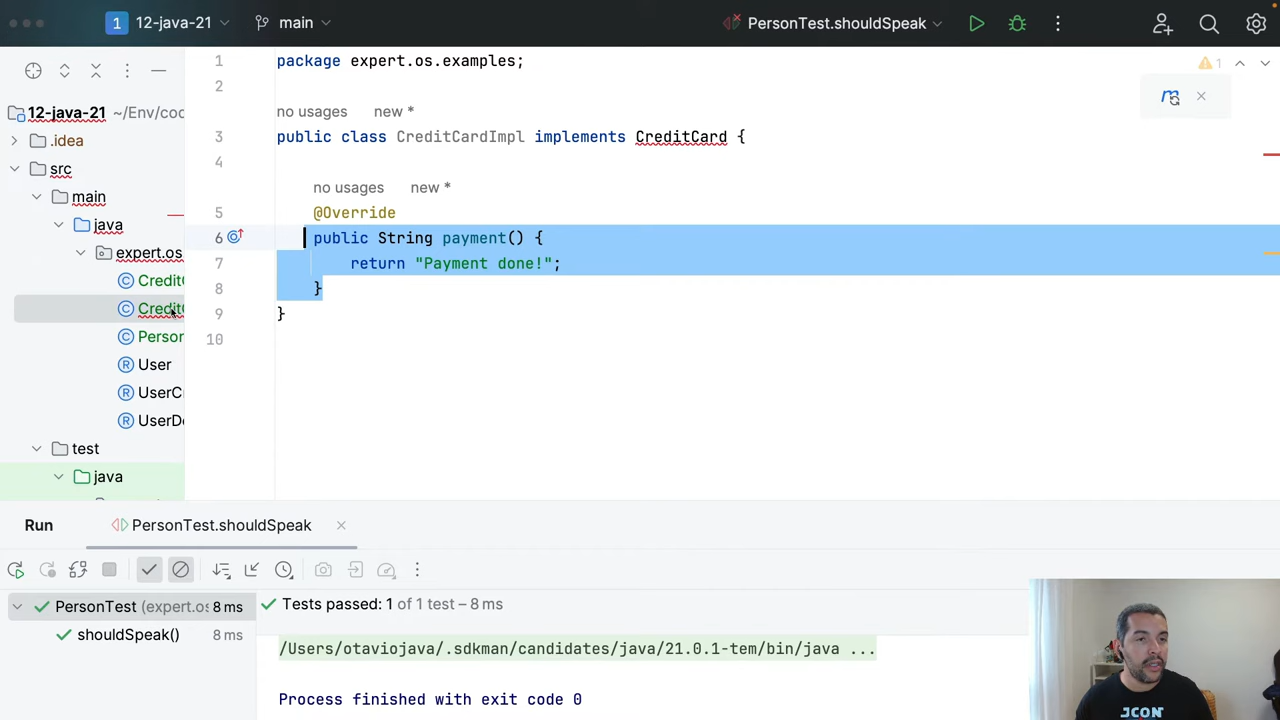 1 12-java-21 main PersonTest.shouldSpeak
12-java-21 ~/Env/coc
.idea
src
main
java
expert.os
Credit
Credit
Person
User
UserCr
UserDe
test
java
1 package expert.os.examples;
2
no usages new *
3 public class CreditCardImpl implements CreditCard {
4
no usages new *
5 @Override
6 public String payment() {
7 return "Payment done!";
8 }
9 }
10
1
Run PersonTest.shouldSpeak
PersonTest (expert.os 8 ms
shouldSpeak() 8 ms
Tests passed: 1 of 1 test – 8 ms
/Users/otaviojava/.sdkman/candidates/java/21.0.1-tem/bin/java ...
Process finished with exit code 0
JCON